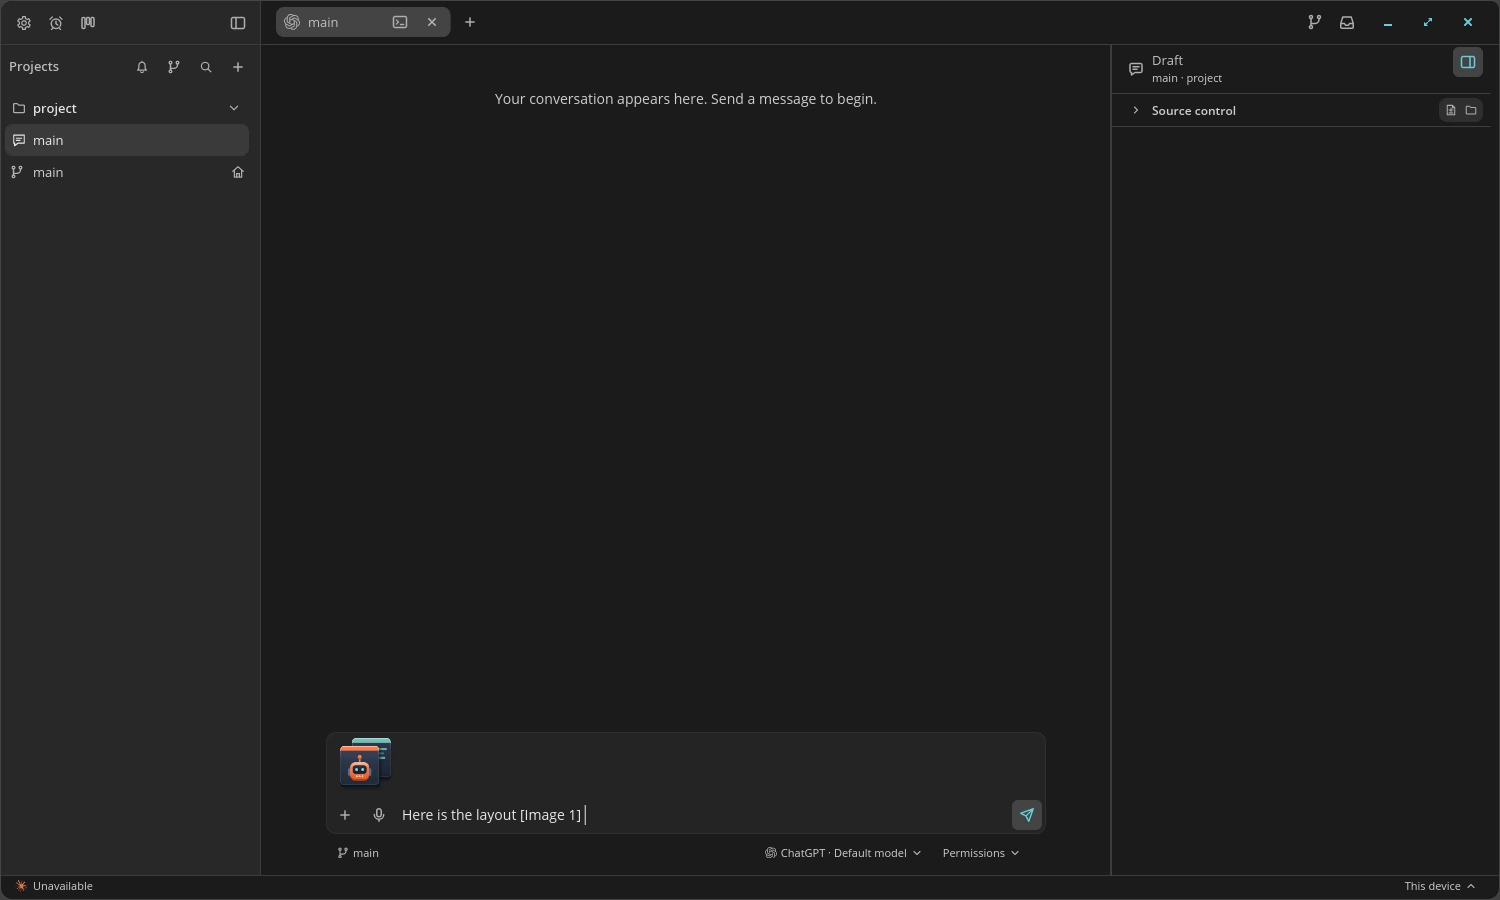 main
Projects
project
main
main
Your conversation appears here. Send a message to begin.
Draft
main · project
Source control
Here is the layout [Image 1]
main
ChatGPT · Default model
Permissions
Unavailable
This device